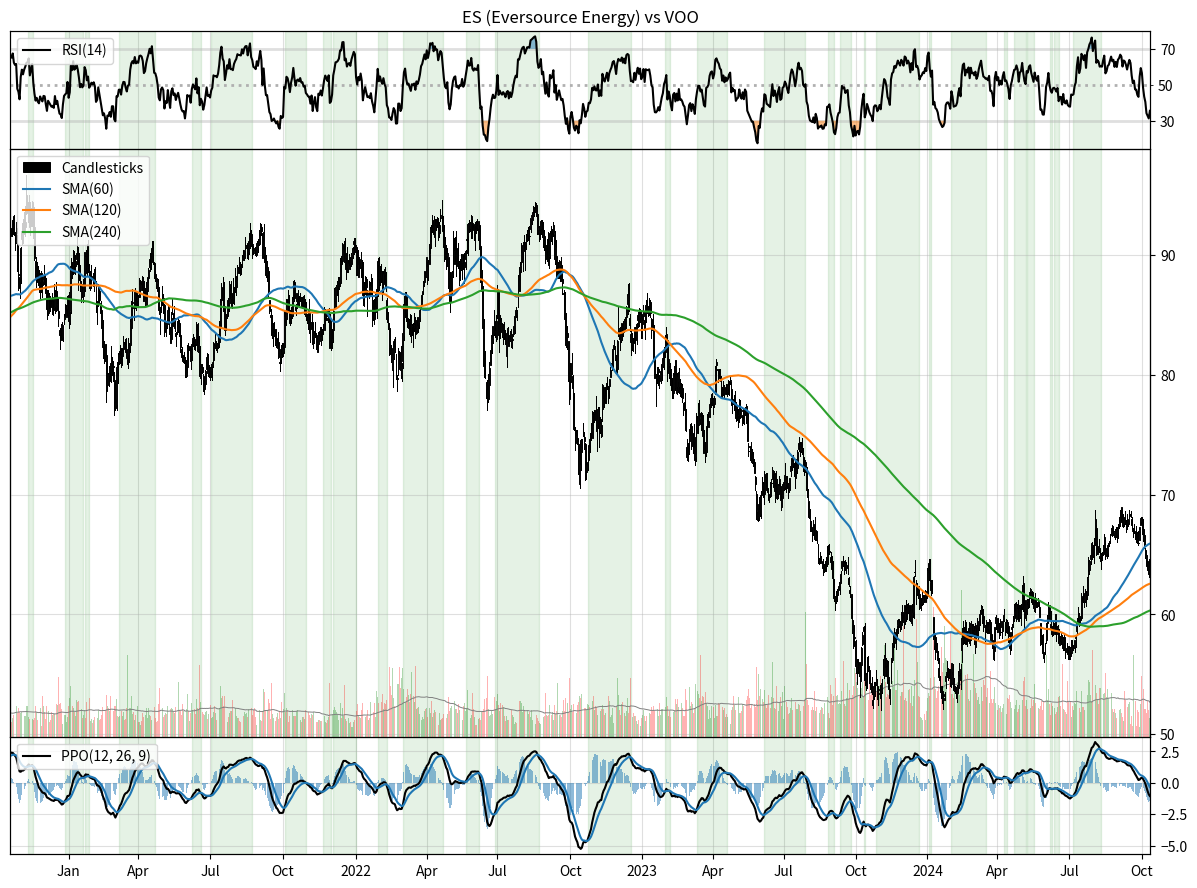 ES (Eversource Energy) vs VOO
RSI(14)
70
50
30
Candlesticks
SMA(60)
SMA(120)
SMA(240)
90
80
70
60
50
PPO(12, 26, 9)
2.5
0.0
−2.5
−5.0
Jan Apr Jul Oct 2022 Apr Jul Oct 2023 Apr Jul Oct 2024 Apr Jul Oct